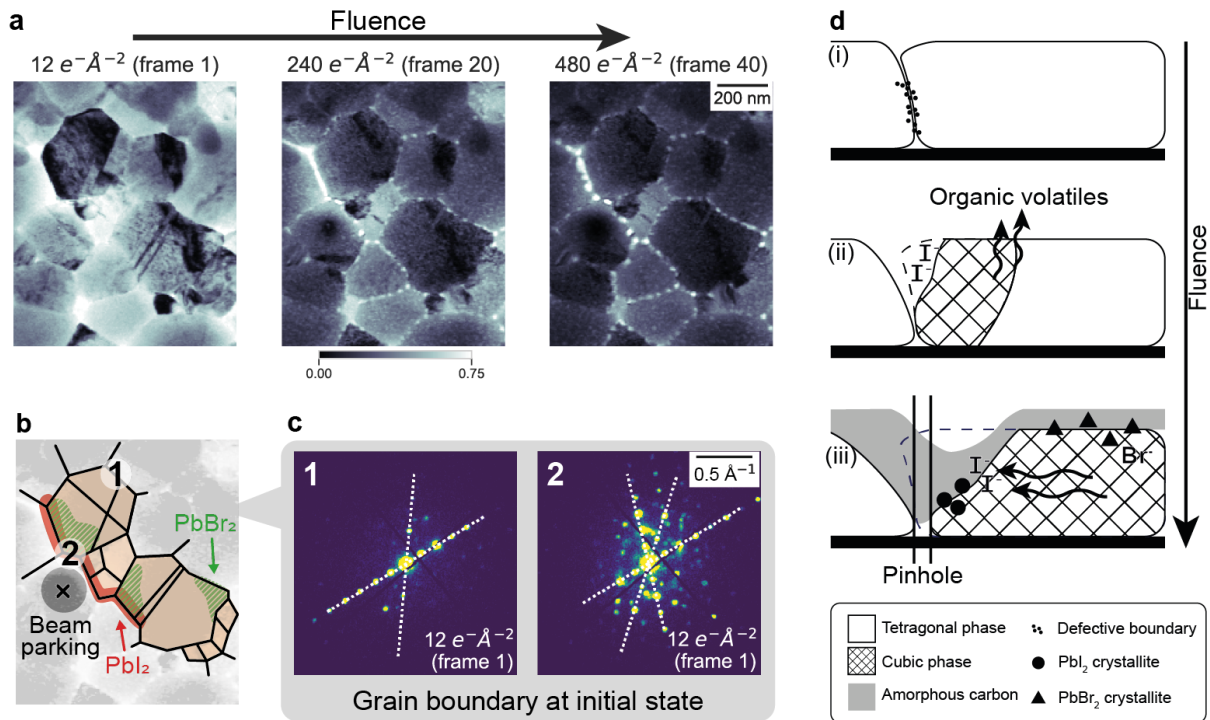 a
Fluence
12 e⁻Å⁻² (frame 1)
240 e⁻Å⁻² (frame 20)
480 e⁻Å⁻² (frame 40)
200 nm
0.00
0.75
b
1
2
PbBr₂
Beam
parking
PbI₂
c
1
12 e⁻Å⁻²
(frame 1)
2
0.5 Å⁻¹
12 e⁻Å⁻²
(frame 1)
Grain boundary at initial state
d
(i)
Organic volatiles
(ii)
I⁻
I⁻
(iii)
I⁻
I⁻
Br⁻
Pinhole
Fluence
Tetragonal phase
Defective boundary
Cubic phase
PbI₂ crystallite
Amorphous carbon
PbBr₂ crystallite